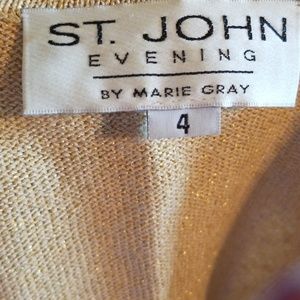 ST. JOHN
EVENING
BY MARIE GRAY
4